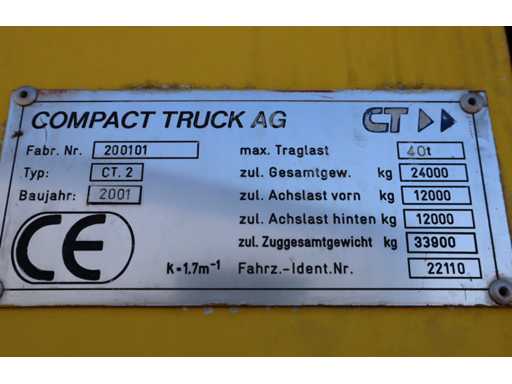 COMPACT TRUCK AG CT
Fabr. Nr. 200101 max. Traglast 40t
Typ: CT.2 zul. Gesamtgew. kg 24000
Baujahr: 2001 zul. Achslast vorn kg 12000
zul. Achslast hinten kg 12000
zul. Zuggesamtgewicht kg 33900
CE K=1.7m⁻¹ Fahrz.-Ident.Nr. 22110